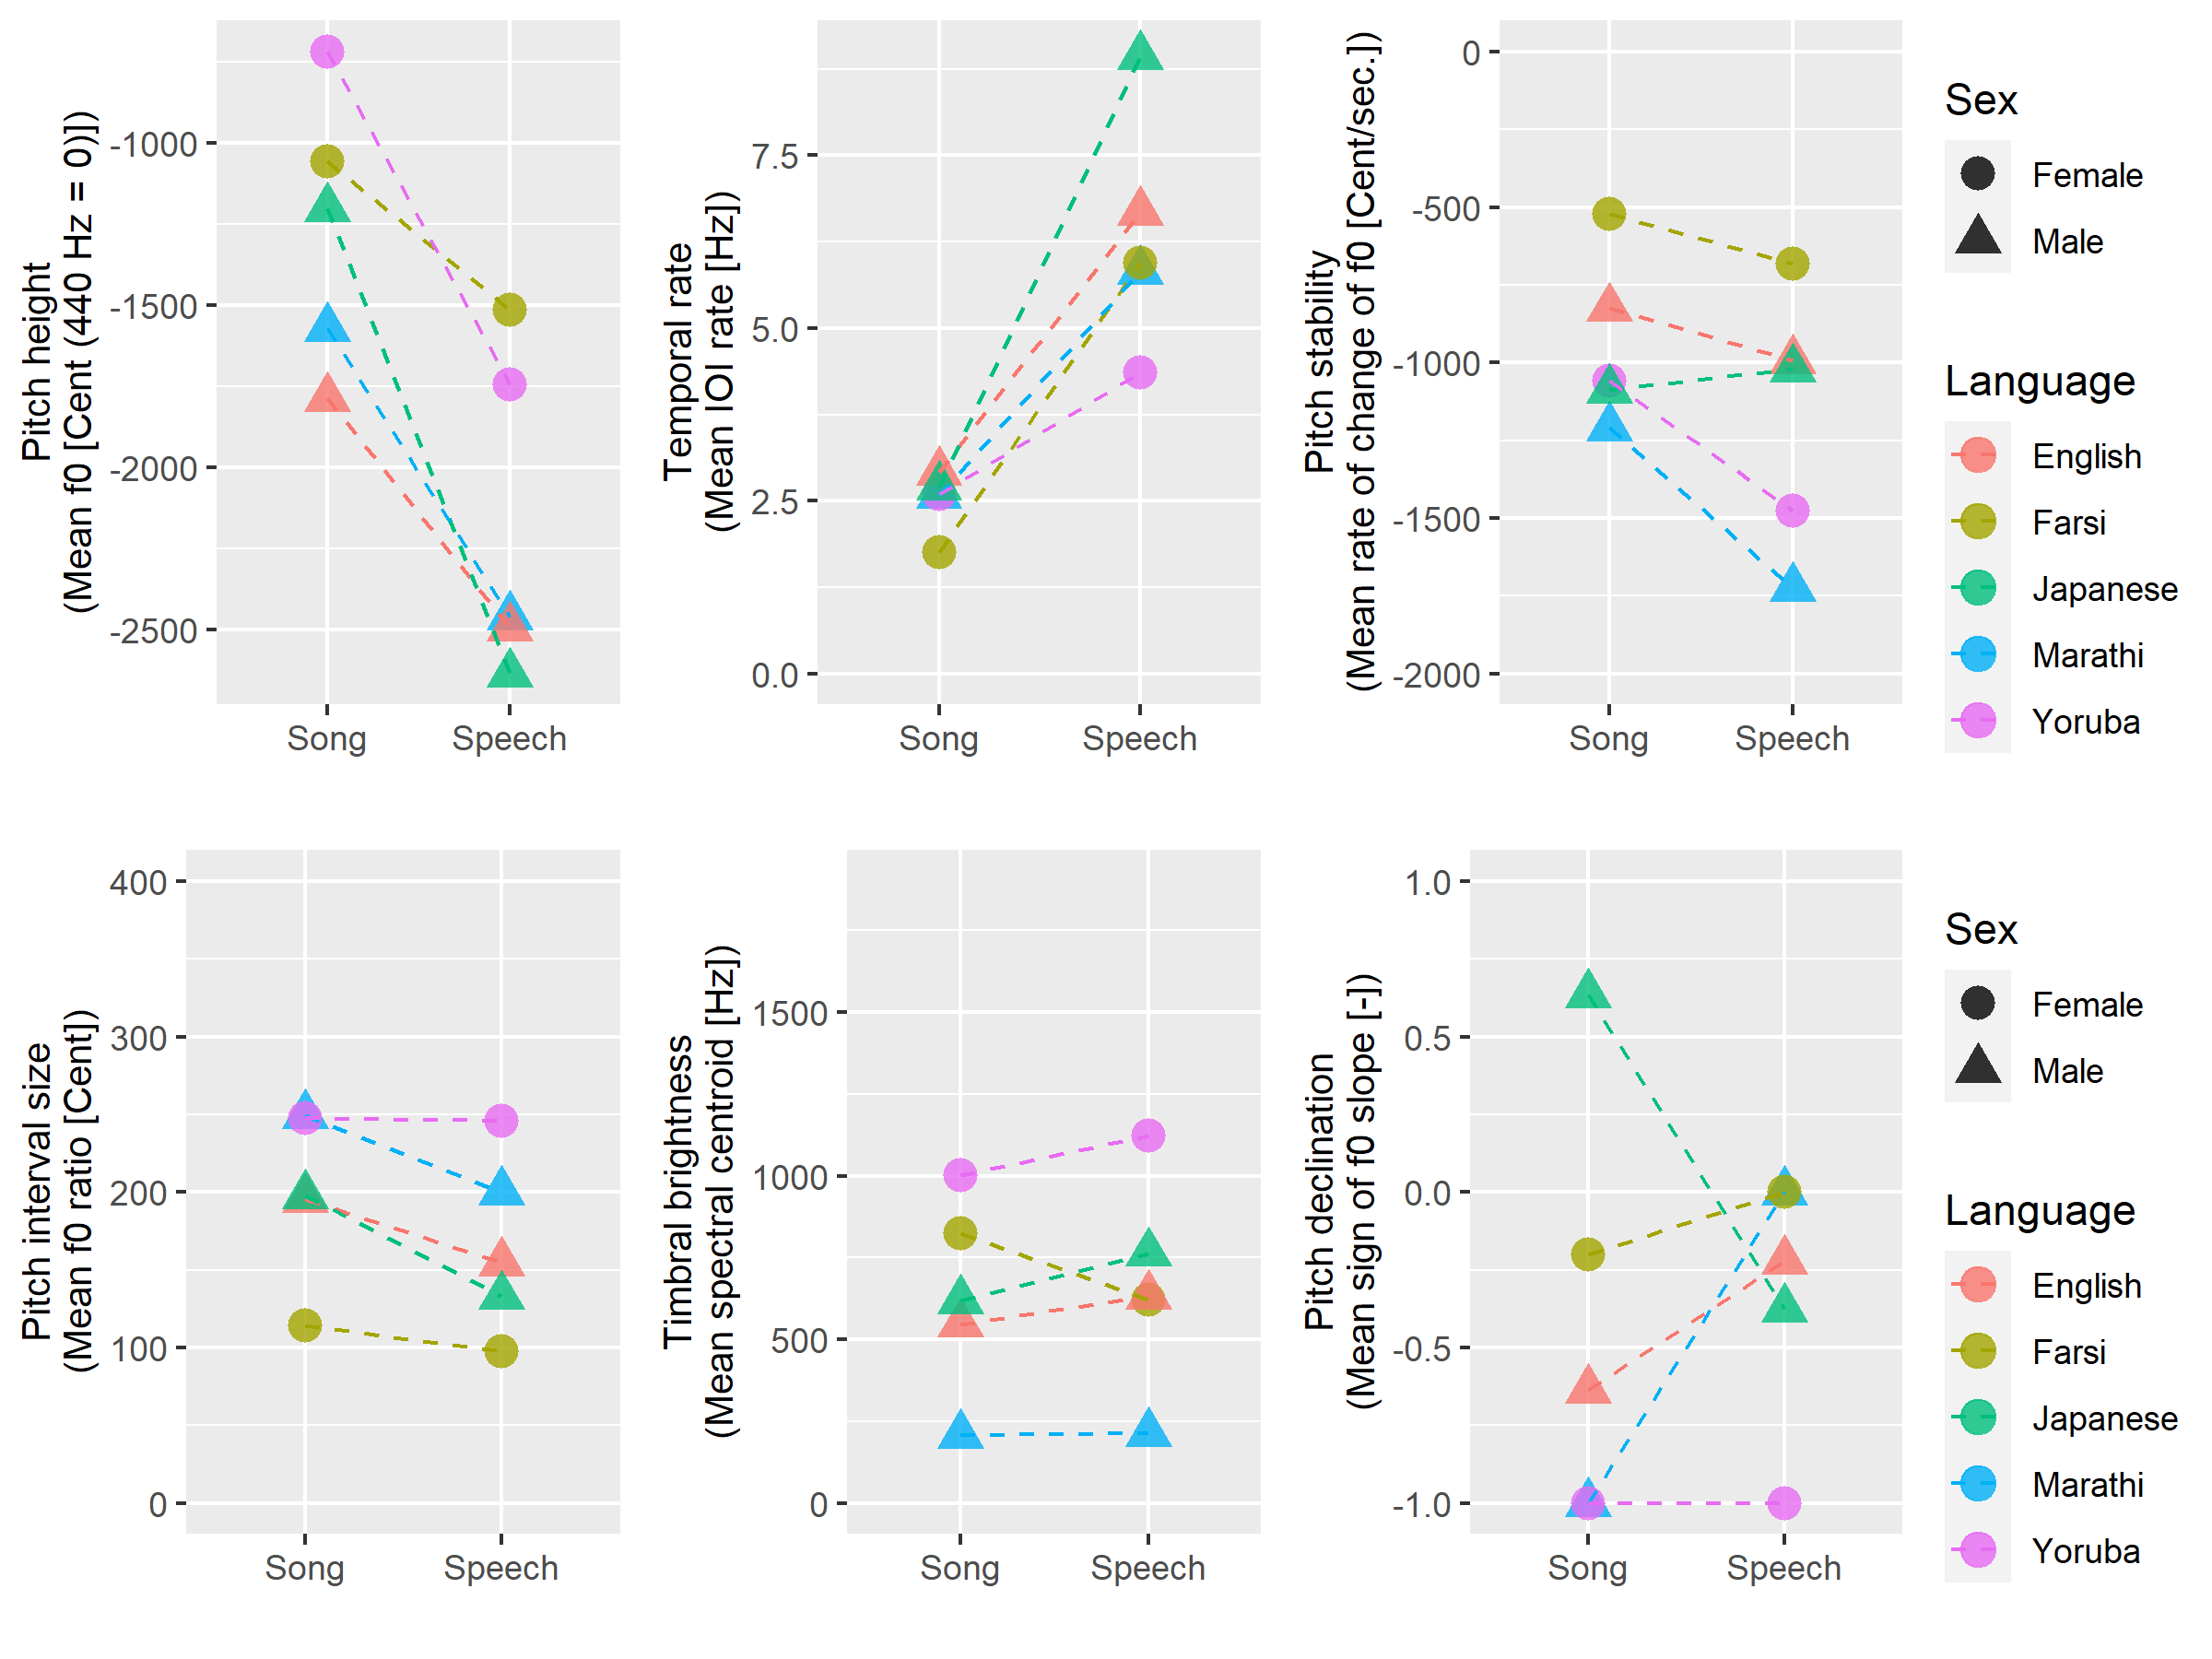 Pitch height
(Mean f0 [Cent (440 Hz = 0)])
-1000
-1500
-2000
-2500
Song
Speech
Temporal rate
(Mean IOI rate [Hz])
7.5
5.0
2.5
0.0
Song
Speech
Pitch stability
(Mean rate of change of f0 [Cent/sec.])
0
-500
-1000
-1500
-2000
Song
Speech
Sex
Female
Male
Language
English
Farsi
Japanese
Marathi
Yoruba
Pitch interval size
(Mean f0 ratio [Cent])
400
300
200
100
0
Song
Speech
Timbral brightness
(Mean spectral centroid [Hz])
1500
1000
500
0
Song
Speech
Pitch declination
(Mean sign of f0 slope [-])
1.0
0.5
0.0
-0.5
-1.0
Song
Speech
Sex
Female
Male
Language
English
Farsi
Japanese
Marathi
Yoruba